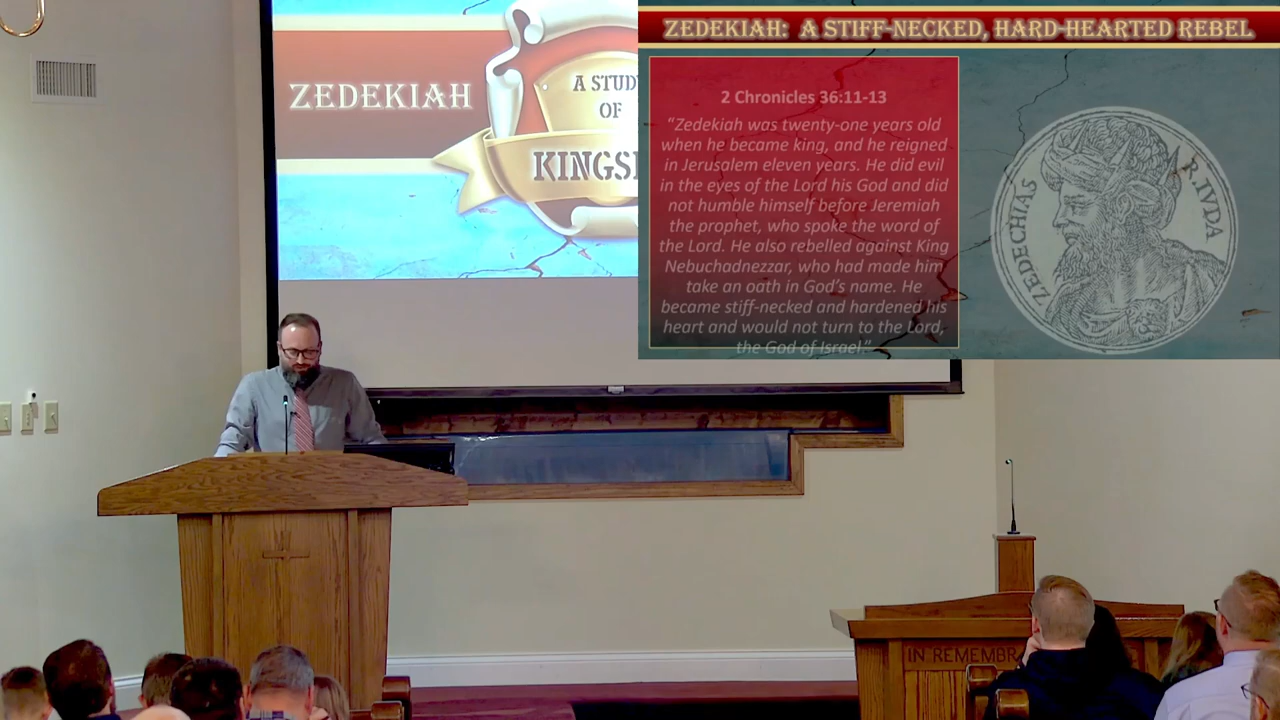 ZEDEKIAH
A STUD
OF
KINGS
ZEDEKIAH: A STIFF-NECKED, HARD-HEARTED REBEL
2 Chronicles 36:11-13
“Zedekiah was twenty-one years old
when he became king, and he reigned
in Jerusalem eleven years. He did evil
in the eyes of the Lord his God and did
not humble himself before Jeremiah
the prophet, who spoke the word of
the Lord. He also rebelled against King
Nebuchadnezzar, who had made him
take an oath in God’s name. He
became stiff-necked and hardened his
heart and would not turn to the Lord,
the God of Israel.”
ZEDECHIAS
R. IVDA
IN REMEMBR